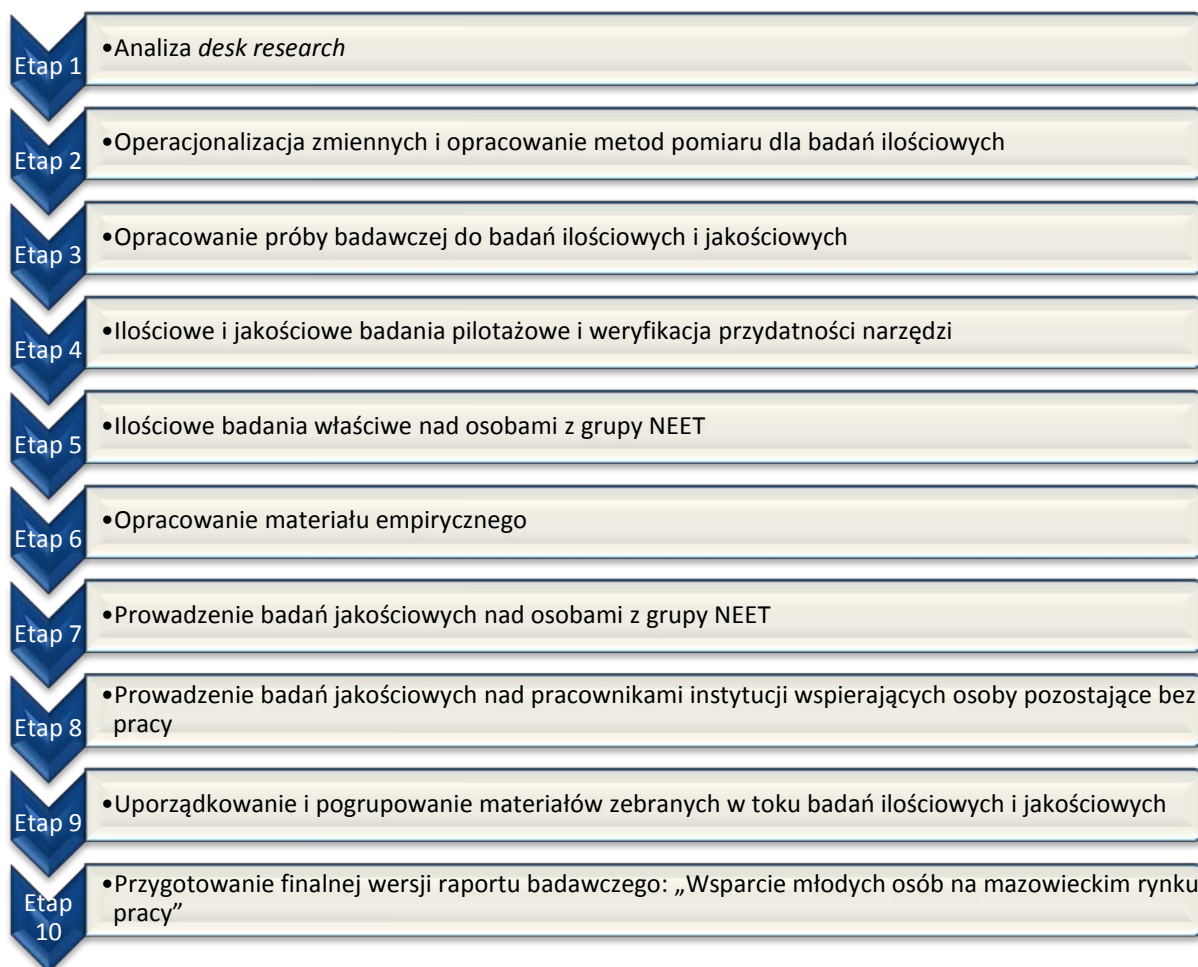 Etap 1
•Analiza desk research
Etap 2
•Operacjonalizacja zmiennych i opracowanie metod pomiaru dla badań ilościowych
Etap 3
•Opracowanie próby badawczej do badań ilościowych i jakościowych
Etap 4
•Ilościowe i jakościowe badania pilotażowe i weryfikacja przydatności narzędzi
Etap 5
•Ilościowe badania właściwe nad osobami z grupy NEET
Etap 6
•Opracowanie materiału empirycznego
Etap 7
•Prowadzenie badań jakościowych nad osobami z grupy NEET
Etap 8
•Prowadzenie badań jakościowych nad pracownikami instytucji wspierających osoby pozostające bez
pracy
Etap 9
•Uporządkowanie i pogrupowanie materiałów zebranych w toku badań ilościowych i jakościowych
Etap
10
•Przygotowanie finalnej wersji raportu badawczego: „Wsparcie młodych osób na mazowieckim rynku
pracy”